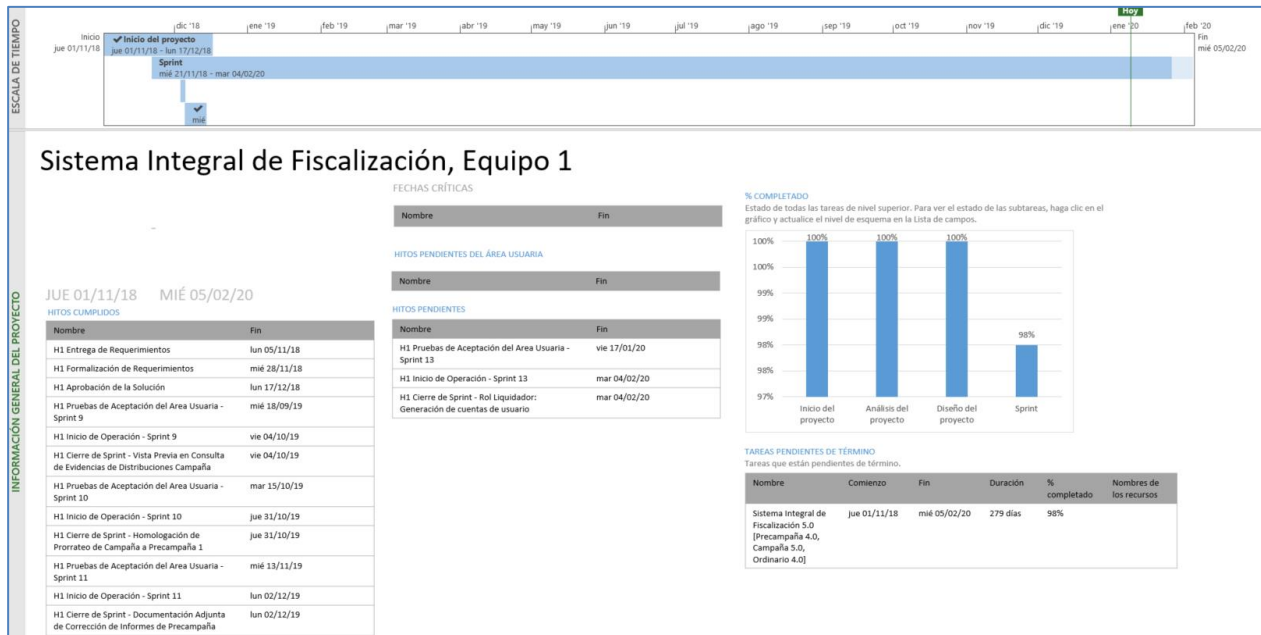 ESCALA DE TIEMPO
Hoy
dic '18 ene '19 feb '19 mar '19 abr '19 may '19 jun '19 jul '19 ago '19 sep '19 oct '19 nov '19 dic '19 ene '20 feb '20
Inicio
jue 01/11/18
Inicio del proyecto
jue 01/11/18 - lun 17/12/18
Sprint
mié 21/11/18 - mar 04/02/20
mié
Fin
mié 05/02/20
INFORMACIÓN GENERAL DEL PROYECTO
Sistema Integral de Fiscalización, Equipo 1
JUE 01/11/18 MIÉ 05/02/20
HITOS CUMPLIDOS
Nombre Fin
H1 Entrega de Requerimientos lun 05/11/18
H1 Formalización de Requerimientos mié 28/11/18
H1 Aprobación de la Solución lun 17/12/18
H1 Pruebas de Aceptación del Area Usuaria - mié 18/09/19
Sprint 9
H1 Inicio de Operación - Sprint 9 vie 04/10/19
H1 Cierre de Sprint - Vista Previa en Consulta vie 04/10/19
de Evidencias de Distribuciones Campaña
H1 Pruebas de Aceptación del Area Usuaria - mar 15/10/19
Sprint 10
H1 Inicio de Operación - Sprint 10 jue 31/10/19
H1 Cierre de Sprint - Homologación de jue 31/10/19
Prorrateo de Campaña a Precampaña 1
H1 Pruebas de Aceptación del Area Usuaria - mié 13/11/19
Sprint 11
H1 Inicio de Operación - Sprint 11 lun 02/12/19
H1 Cierre de Sprint - Documentación Adjunta lun 02/12/19
de Corrección de Informes de Precampaña
FECHAS CRÍTICAS
Nombre Fin
HITOS PENDIENTES DEL ÁREA USUARIA
Nombre Fin
HITOS PENDIENTES
Nombre Fin
H1 Pruebas de Aceptación del Area Usuaria - vie 17/01/20
Sprint 13
H1 Inicio de Operación - Sprint 13 mar 04/02/20
H1 Cierre de Sprint - Rol Liquidador: mar 04/02/20
Generación de cuentas de usuario
% COMPLETADO
Estado de todas las tareas de nivel superior. Para ver el estado de las subtareas, haga clic en el
gráfico y actualice el nivel de esquema en la Lista de campos.
100% 100% 100% 98%
100%
100%
99%
99%
98%
98%
97%
Inicio del Análisis del Diseño del Sprint
proyecto proyecto proyecto
TAREAS PENDIENTES DE TÉRMINO
Tareas que están pendientes de término.
Nombre Comienzo Fin Duración % Nombres de
completado los recursos
Sistema Integral de jue 01/11/18 mié 05/02/20 279 días 98%
Fiscalización 5.0
[Precampaña 4.0,
Campaña 5.0,
Ordinario 4.0]